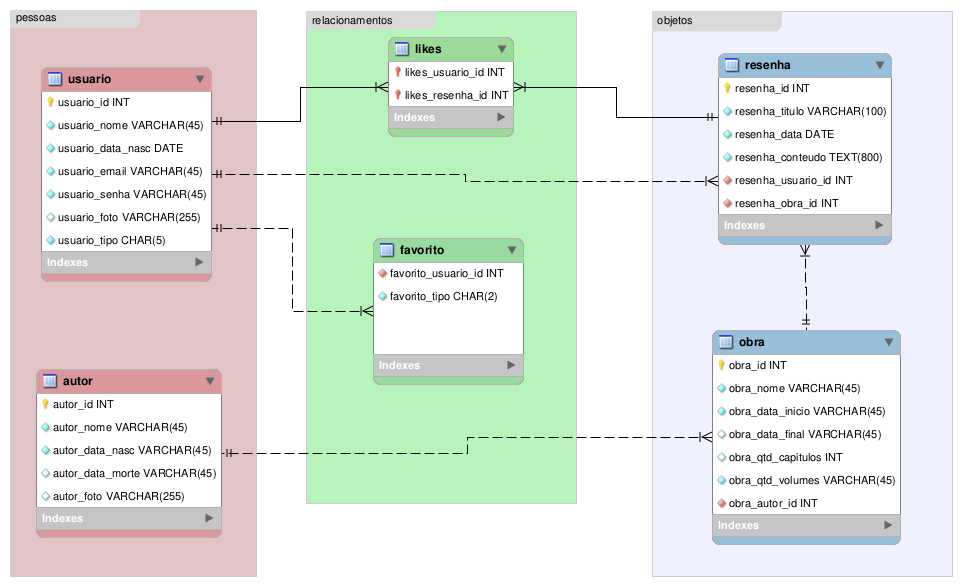 pessoas
usuario
usuario_id INT
usuario_nome VARCHAR(45)
usuario_data_nasc DATE
usuario_email VARCHAR(45)
usuario_senha VARCHAR(45)
usuario_foto VARCHAR(255)
usuario_tipo CHAR(5)
Indexes
autor
autor_id INT
autor_nome VARCHAR(45)
autor_data_nasc VARCHAR(45)
autor_data_morte VARCHAR(45)
autor_foto VARCHAR(255)
Indexes
relacionamentos
likes
likes_usuario_id INT
likes_resenha_id INT
Indexes
favorito
favorito_usuario_id INT
favorito_tipo CHAR(2)
Indexes
objetos
resenha
resenha_id INT
resenha_titulo VARCHAR(100)
resenha_data DATE
resenha_conteudo TEXT(800)
resenha_usuario_id INT
resenha_obra_id INT
Indexes
obra
obra_id INT
obra_nome VARCHAR(45)
obra_data_inicio VARCHAR(45)
obra_data_final VARCHAR(45)
obra_qtd_capitulos INT
obra_qtd_volumes VARCHAR(45)
obra_autor_id INT
Indexes